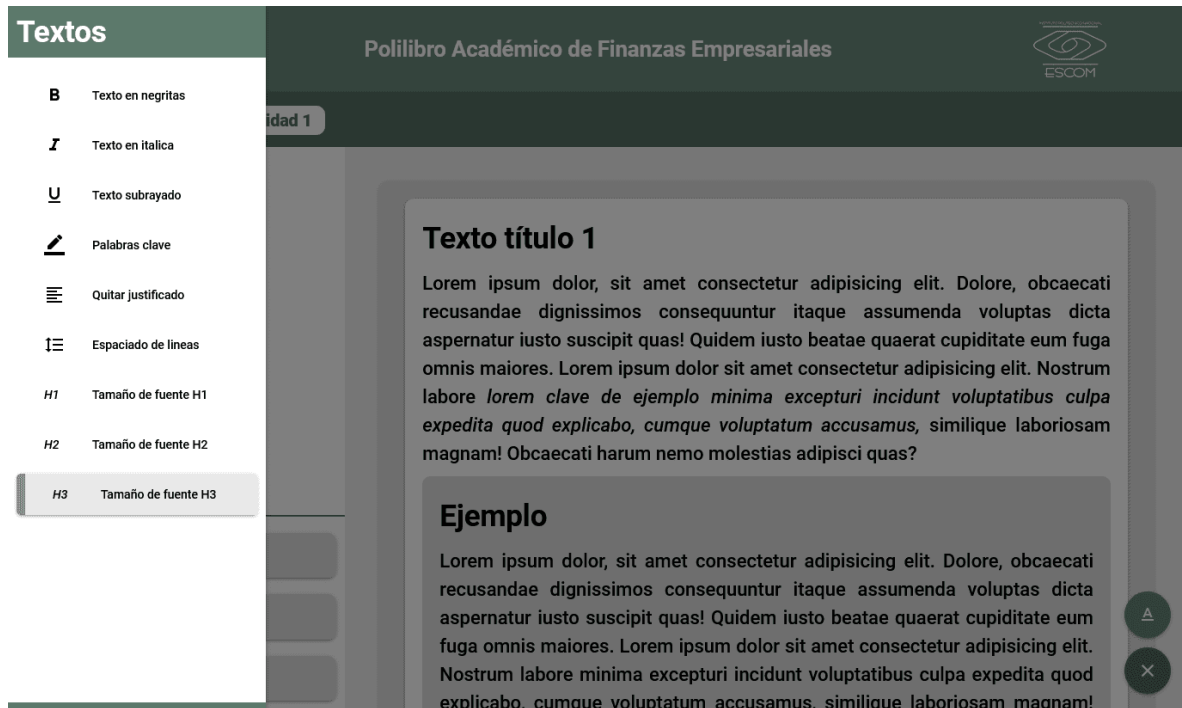 Textos
B Texto en negritas
I Texto en italica
U Texto subrayado
Palabras clave
Quitar justificado
Espaciado de lineas
H1 Tamaño de fuente H1
H2 Tamaño de fuente H2
H3 Tamaño de fuente H3
Polilibro Académico de Finanzas Empresariales
ESCOM
idad 1
Texto título 1
Lorem ipsum dolor, sit amet consectetur adipisicing elit. Dolore, obcaecati
recusandae dignissimos consequuntur itaque assumenda voluptas dicta
aspernatur iusto suscipit quas! Quidem iusto beatae quaerat cupiditate eum fuga
omnis maiores. Lorem ipsum dolor sit amet consectetur adipisicing elit. Nostrum
labore lorem clave de ejemplo minima excepturi incidunt voluptatibus culpa
expedita quod explicabo, cumque voluptatum accusamus, similique laboriosam
magnam! Obcaecati harum nemo molestias adipisci quas?
Ejemplo
Lorem ipsum dolor, sit amet consectetur adipisicing elit. Dolore, obcaecati
recusandae dignissimos consequuntur itaque assumenda voluptas dicta
aspernatur iusto suscipit quas! Quidem iusto beatae quaerat cupiditate eum
fuga omnis maiores. Lorem ipsum dolor sit amet consectetur adipisicing elit.
Nostrum labore minima excepturi incidunt voluptatibus culpa expedita quod
explicabo, cumque voluptatum accusamus, similique laboriosam magnam!
A